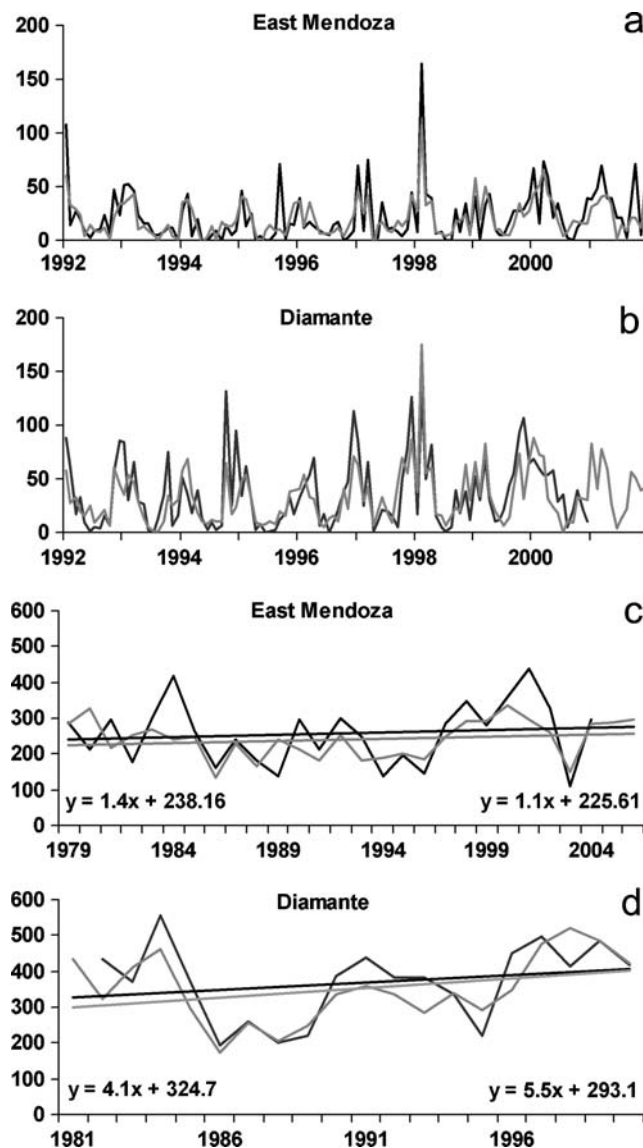 East Mendoza
a
200
150
100
50
0
1992 1994 1996 1998 2000
Diamante
b
200
150
100
50
0
1992 1994 1996 1998 2000
East Mendoza
c
600
500
400
300
200
100
0
y = 1.4x + 238.16 y = 1.1x + 225.61
1979 1984 1989 1994 1999 2004
Diamante
d
600
500
400
300
200
100
0
y = 4.1x + 324.7 y = 5.5x + 293.1
1981 1986 1991 1996